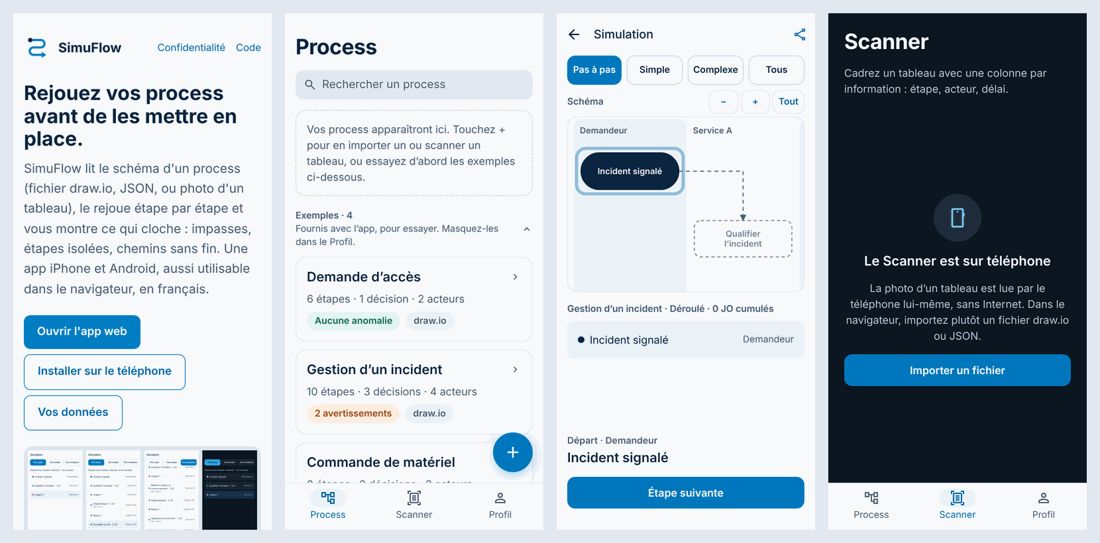 SimuFlow
Confidentialité Code
Rejouez vos process
avant de les mettre en
place.
SimuFlow lit le schéma d'un process
(fichier draw.io, JSON, ou photo d'un
tableau), le rejoue étape par étape et
vous montre ce qui cloche : impasses,
étapes isolées, chemins sans fin. Une
app iPhone et Android, aussi utilisable
dans le navigateur, en français.
Ouvrir l'app web
Installer sur le téléphone
Vos données
Process
Rechercher un process
Vos process apparaîtront ici. Touchez +
pour en importer un ou scanner un
tableau, ou essayez d’abord les exemples
ci-dessous.
Exemples · 4
Fournis avec l’app, pour essayer. Masquez-les
dans le Profil.
Demande d’accès
6 étapes · 1 décision · 2 acteurs
Aucune anomalie draw.io
Gestion d’un incident
10 étapes · 3 décisions · 4 acteurs
2 avertissements draw.io
Commande de matériel
+
Process Scanner Profil
Simulation
Pas à pas Simple Complexe Tous
Schéma − + Tout
Demandeur Service A
Incident signalé
Qualifier
l’incident
Gestion d’un incident · Déroulé · 0 JO cumulés
Incident signalé Demandeur
Départ · Demandeur
Incident signalé
Étape suivante
Scanner
Cadrez un tableau avec une colonne par
information : étape, acteur, délai.
Le Scanner est sur téléphone
La photo d’un tableau est lue par le
téléphone lui-même, sans Internet. Dans le
navigateur, importez plutôt un fichier draw.io
ou JSON.
Importer un fichier
Process Scanner Profil